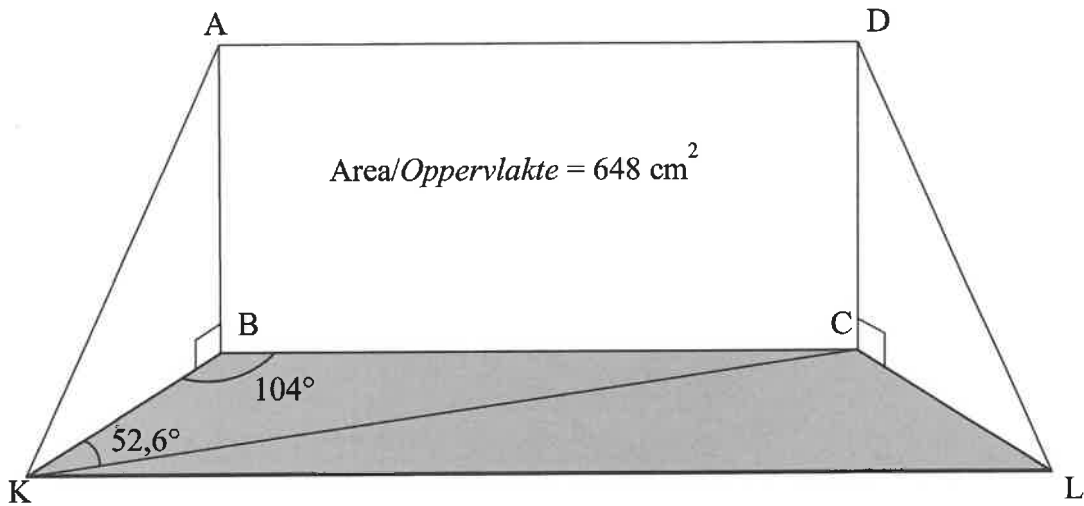 A
D
Area/Oppervlakte = 648 cm²
B
C
104°
52,6°
K
L